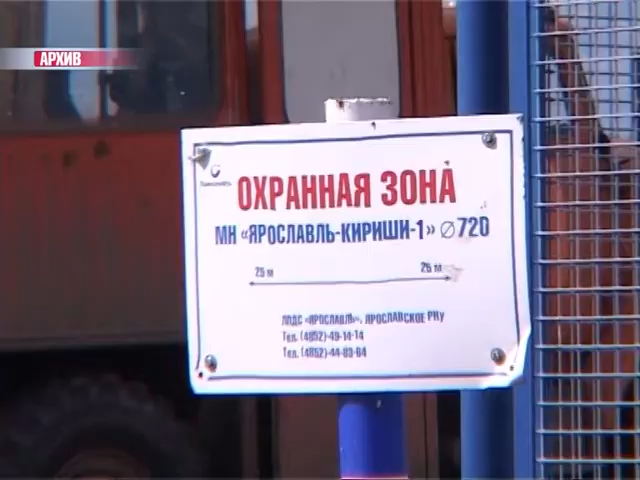 АРХИВ
ОХРАННАЯ ЗОНА
МН «ЯРОСЛАВЛЬ-КИРИШИ-1» ∅720
25 м 25 м
ЛПДС «ЯРОСЛАВЛЬ», ЯРОСЛАВСКОЕ РНУ
Тел. (4852)-49-14-14
Тел. (4852)-44-03-64